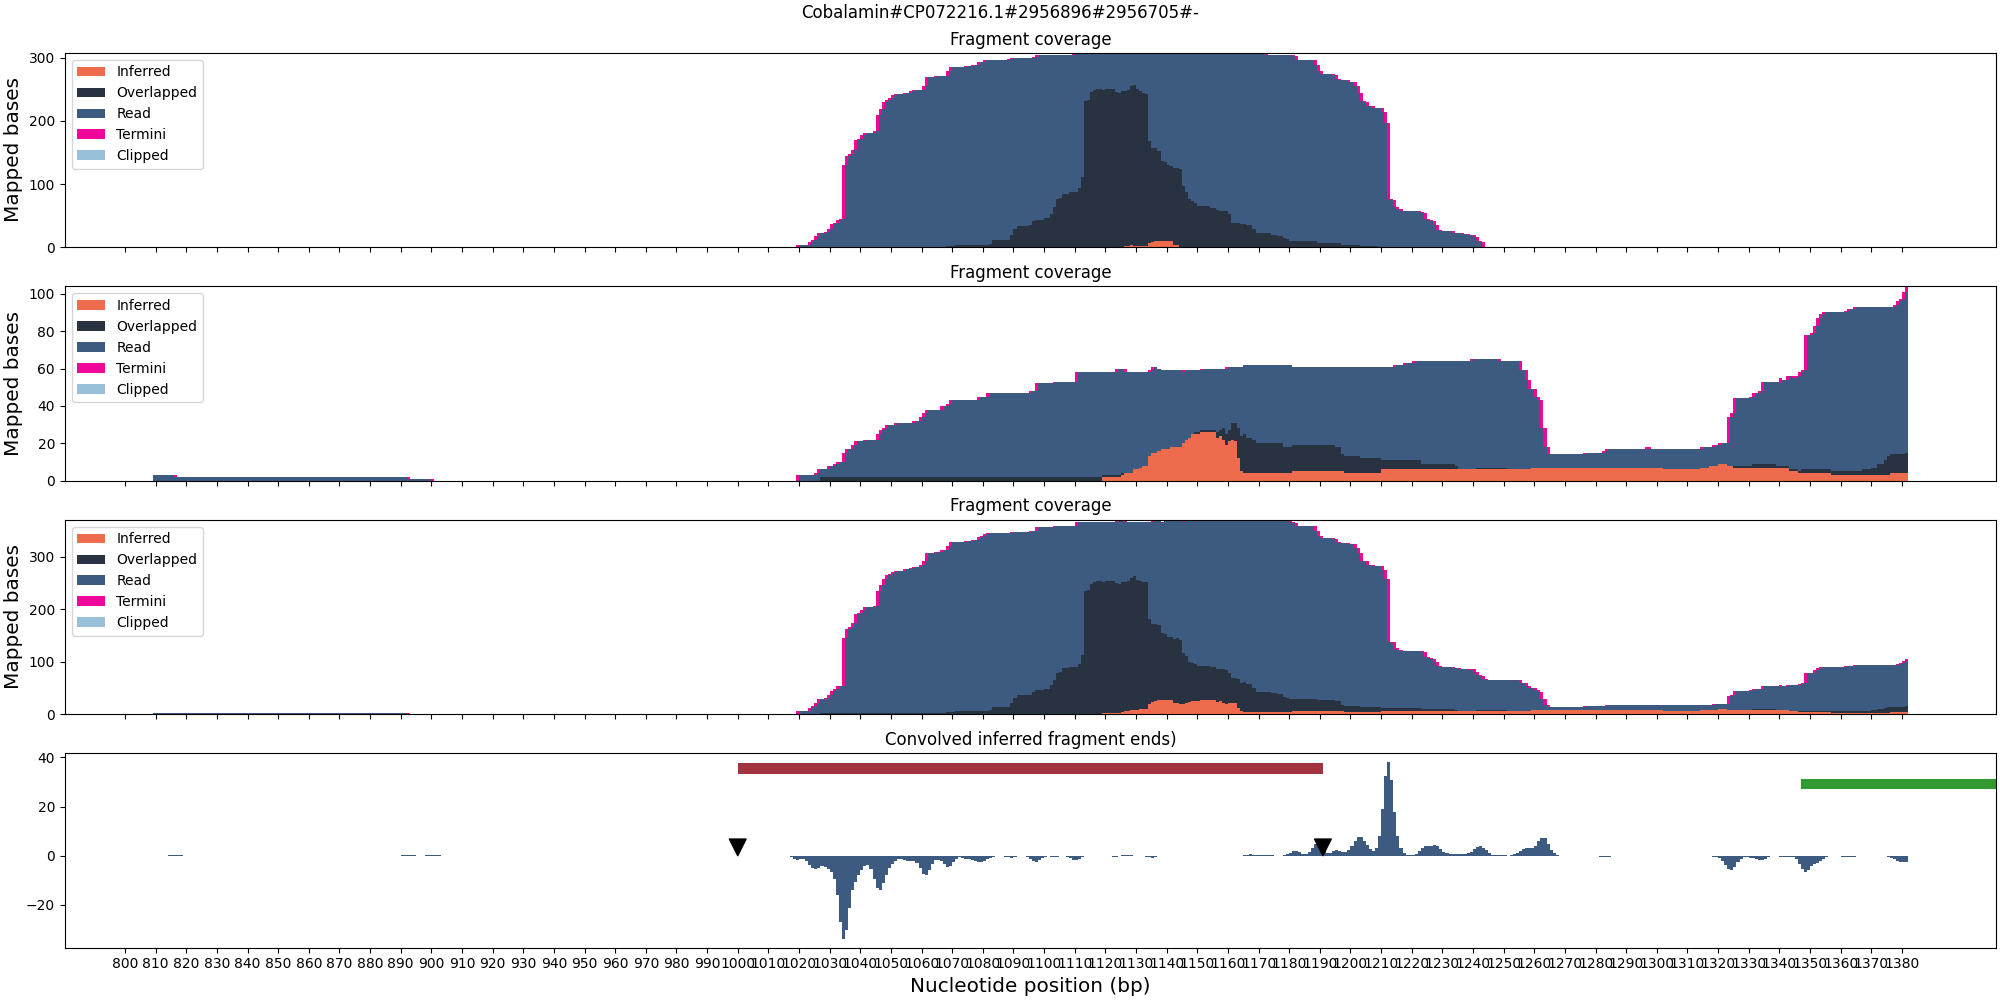 Cobalamin#CP072216.1#2956896#2956705#-
Fragment coverage
Mapped bases
300
200
100
0
Inferred
Overlapped
Read
Termini
Clipped
Fragment coverage
Mapped bases
100
80
60
40
20
0
Inferred
Overlapped
Read
Termini
Clipped
Fragment coverage
Mapped bases
300
200
100
0
Inferred
Overlapped
Read
Termini
Clipped
Convolved inferred fragment ends)
40
20
0
−20
800 810 820 830 840 850 860 870 880 890 900 910 920 930 940 950 960 970 980 990 1000 1010 1020 1030 1040 1050 1060 1070 1080 1090 1100 1110 1120 1130 1140 1150 1160 1170 1180 1190 1200 1210 1220 1230 1240 1250 1260 1270 1280 1290 1300 1310 1320 1330 1340 1350 1360 1370 1380
Nucleotide position (bp)